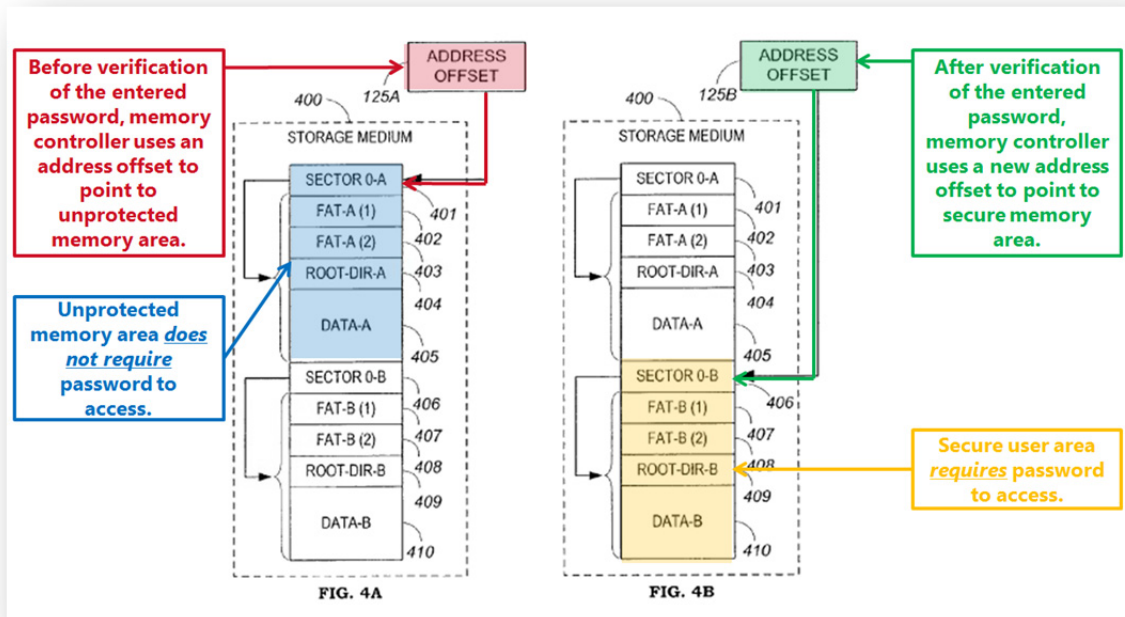 Before verification
of the entered
password, memory
controller uses an
address offset to
point to
unprotected
memory area.
Unprotected
memory area does
not require
password to
access.
ADDRESS
OFFSET
125A
400
STORAGE MEDIUM
SECTOR 0-A
401
FAT-A (1)
402
FAT-A (2)
403
ROOT-DIR-A
404
DATA-A
405
SECTOR 0-B
406
FAT-B (1)
407
FAT-B (2)
408
ROOT-DIR-B
409
DATA-B
410
FIG. 4A
ADDRESS
OFFSET
125B
400
STORAGE MEDIUM
SECTOR 0-A
401
FAT-A (1)
402
FAT-A (2)
403
ROOT-DIR-A
404
DATA-A
405
SECTOR 0-B
406
FAT-B (1)
407
FAT-B (2)
408
ROOT-DIR-B
409
DATA-B
410
FIG. 4B
After verification
of the entered
password,
memory controller
uses a new address
offset to point to
secure memory
area.
Secure user area
requires password
to access.